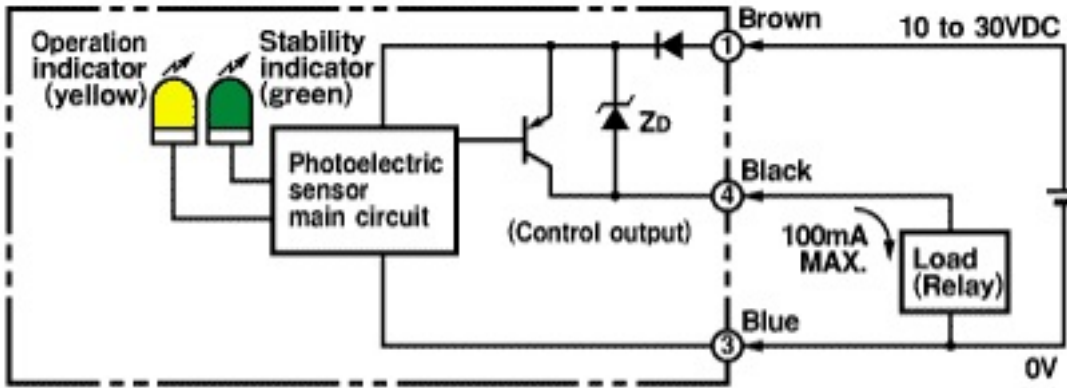 Operation
indicator
(yellow)
Stability
indicator
(green)
Photoelectric
sensor
main circuit
ZD
(Control output)
Brown
1
10 to 30VDC
Black
4
100mA
MAX.
Load
(Relay)
Blue
3
0V